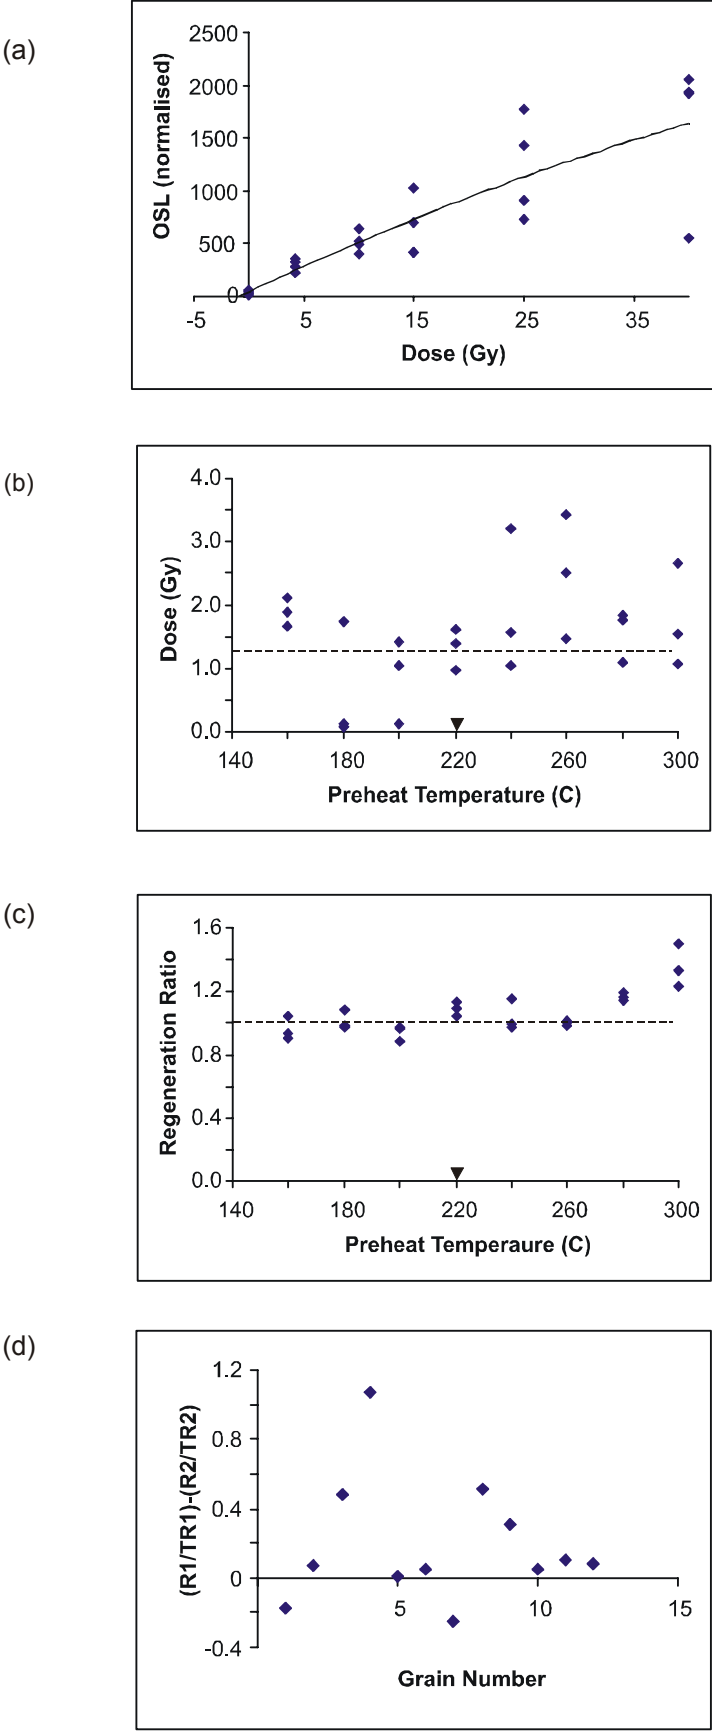 (a)
2500
2000
1500
1000
500
0
OSL (normalised)
-5 5 15 25 35
Dose (Gy)
(b)
4.0
3.0
2.0
1.0
0.0
Dose (Gy)
140 180 220 260 300
Preheat Temperature (C)
(c)
1.6
1.2
0.8
0.4
0.0
Regeneration Ratio
140 180 220 260 300
Preheat Temperaure (C)
(d)
1.2
0.8
0.4
0
-0.4
(R1/TR1)-(R2/TR2)
5 10 15
Grain Number